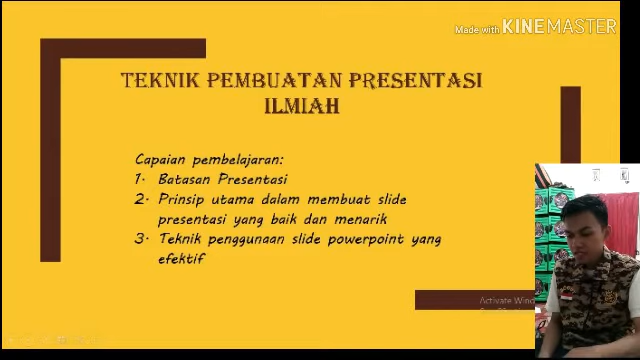 Made with KINEMASTER
TEKNIK PEMBUATAN PRESENTASI
ILMIAH
Capaian pembelajaran:
1. Batasan Presentasi
2. Prinsip utama dalam membuat slide
presentasi yang baik dan menarik
3. Teknik penggunaan slide powerpoint yang
efektif
Activate Wind